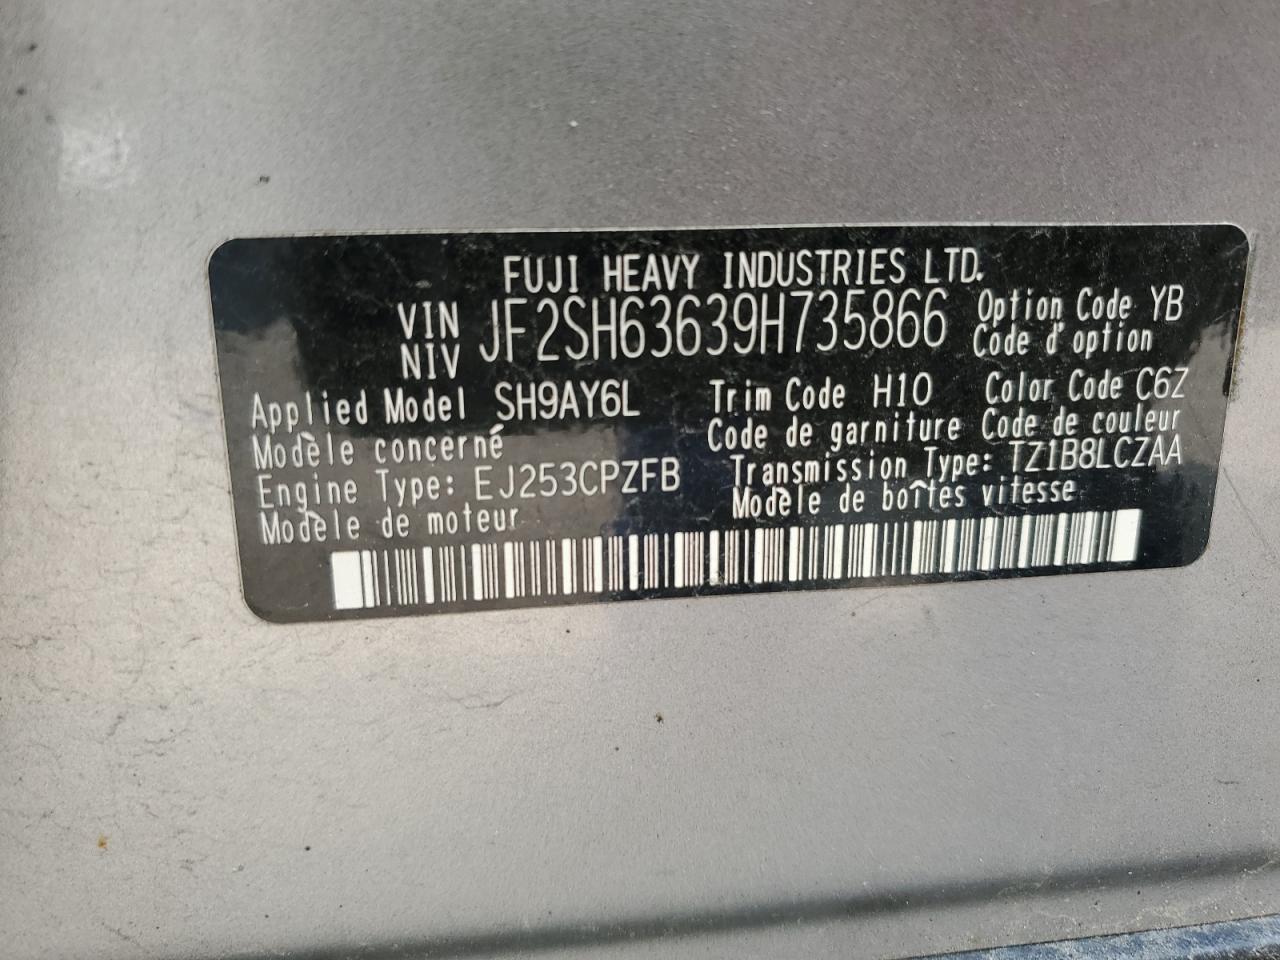 FUJI HEAVY INDUSTRIES LTD.
VIN JF2SH63639H735866 Option Code YB
NIV Code d'option
Applied Model SH9AY6L Trim Code H10 Color Code C6Z
Modèle concerné Code de garniture Code de couleur
Engine Type: EJ253CPZFB Transmission Type: TZ1B8LCZAA
Modèle de moteur Modèle de boîtes vitesse